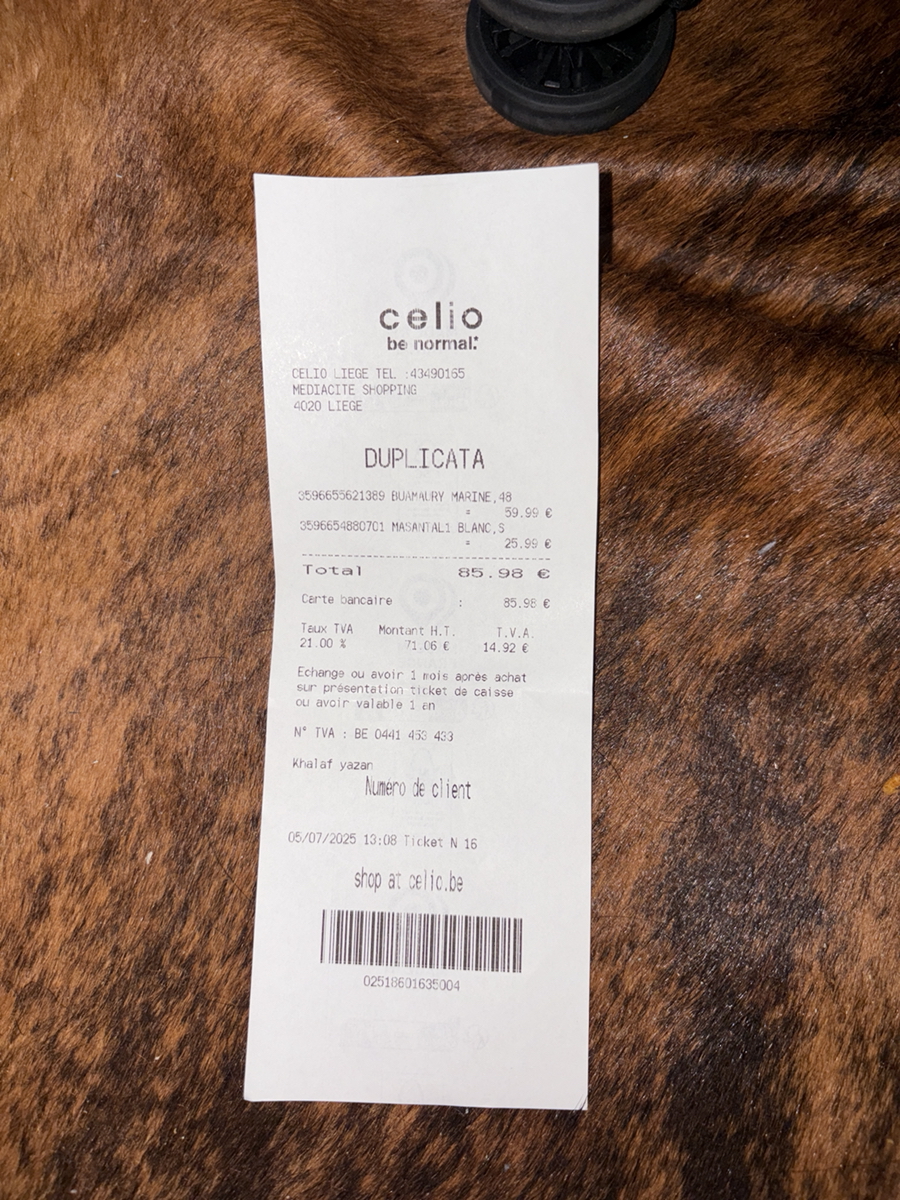 celio
be normal:
CELIO LIEGE TEL :43490165
MEDIACITE SHOPPING
4020 LIEGE
DUPLICATA
3596655621389 BUAMAURY MARINE,48
= 59.99 €
3596654880701 MASANTAL1 BLANC,S
= 25.99 €
Total 85.98 €
Carte bancaire : 85.98 €
Taux TVA Montant H.T. T.V.A.
21.00 % 71.06 € 14.92 €
Echange ou avoir 1 mois après achat
sur présentation ticket de caisse
ou avoir valable 1 an
N° TVA : BE 0441 453 433
Khalaf yazan
Numéro de client
05/07/2025 13:08 Ticket N 16
shop at celio.be
02518601635004